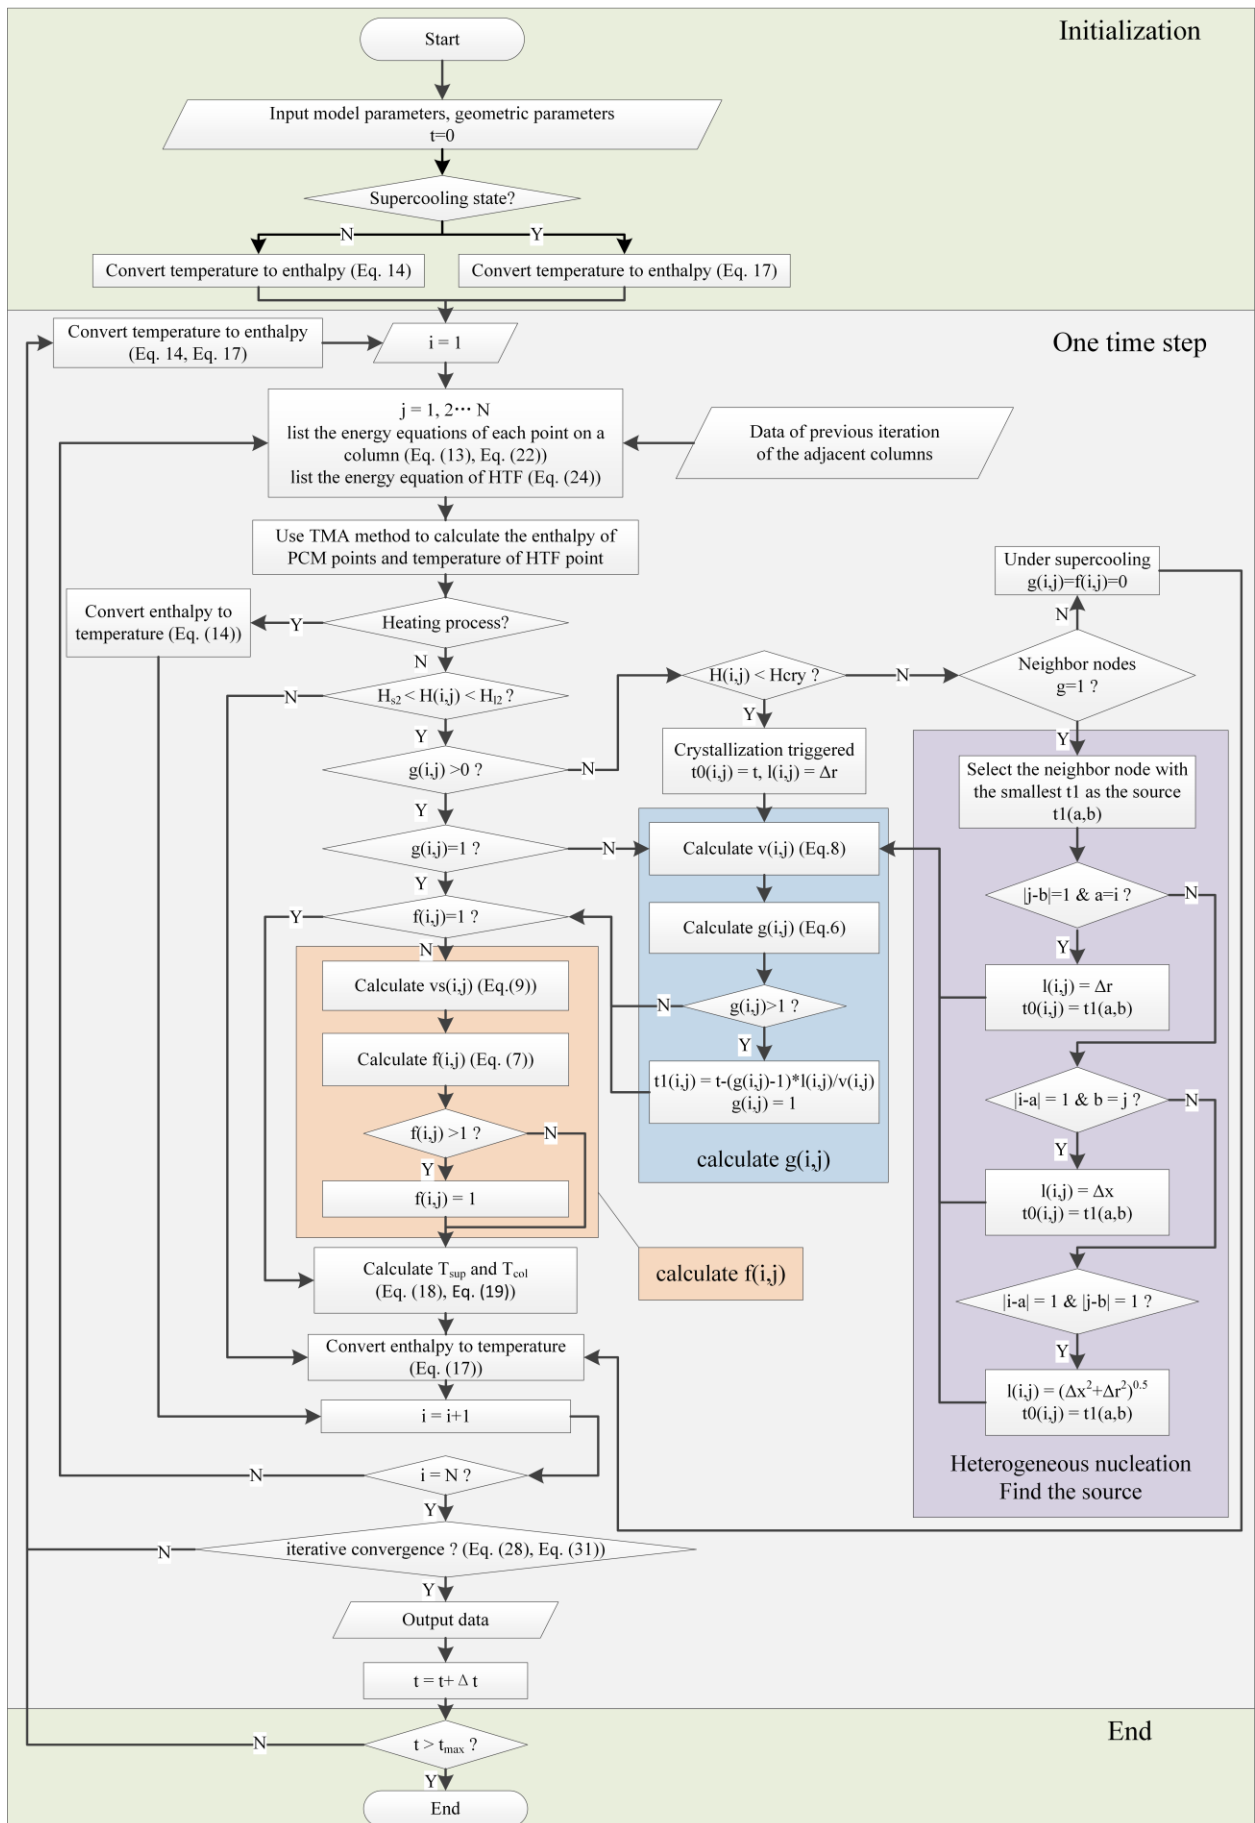 Initialization
Start
Input model parameters, geometric parameters
t=0
Supercooling state?
N
Y
Convert temperature to enthalpy (Eq. 14)
Convert temperature to enthalpy (Eq. 17)
One time step
Convert temperature to enthalpy
(Eq. 14, Eq. 17)
i = 1
j = 1, 2··· N
list the energy equations of each point on a
column (Eq. (13), Eq. (22))
list the energy equation of HTF (Eq. (24))
Data of previous iteration
of the adjacent columns
Use TMA method to calculate the enthalpy of
PCM points and temperature of HTF point
Under supercooling
g(i,j)=f(i,j)=0
Convert enthalpy to
temperature (Eq. (14))
Y
Heating process?
N
N
Hs2 < H(i,j) < Hl2 ?
Y
H(i,j) < Hcry ?
N
Y
Neighbor nodes
g=1 ?
N
Y
g(i,j) >0 ?
N
Y
Crystallization triggered
t0(i,j) = t, l(i,j) = Δr
Select the neighbor node with
the smallest t1 as the source
t1(a,b)
g(i,j)=1 ?
N
Y
Calculate v(i,j) (Eq.8)
|j-b|=1 & a=i ?
N
Y
Y
f(i,j)=1 ?
N
Calculate g(i,j) (Eq.6)
Calculate vs(i,j) (Eq.(9))
l(i,j) = Δr
t0(i,j) = t1(a,b)
g(i,j)>1 ?
N
Y
Calculate f(i,j) (Eq. (7))
t1(i,j) = t-(g(i,j)-1)*l(i,j)/v(i,j)
g(i,j) = 1
|i-a| = 1 & b = j ?
N
Y
f(i,j) >1 ?
N
Y
calculate g(i,j)
f(i,j) = 1
l(i,j) = Δx
t0(i,j) = t1(a,b)
Calculate Tsup and Tcol
(Eq. (18), Eq. (19))
calculate f(i,j)
|i-a| = 1 & |j-b| = 1 ?
Y
Convert enthalpy to temperature
(Eq. (17))
l(i,j) = (Δx²+Δr²)^0.5
t0(i,j) = t1(a,b)
i = i+1
Heterogeneous nucleation
Find the source
N
i = N ?
Y
N
iterative convergence ? (Eq. (28), Eq. (31))
Y
Output data
t = t+ Δ t
End
N
t > tmax ?
Y
End